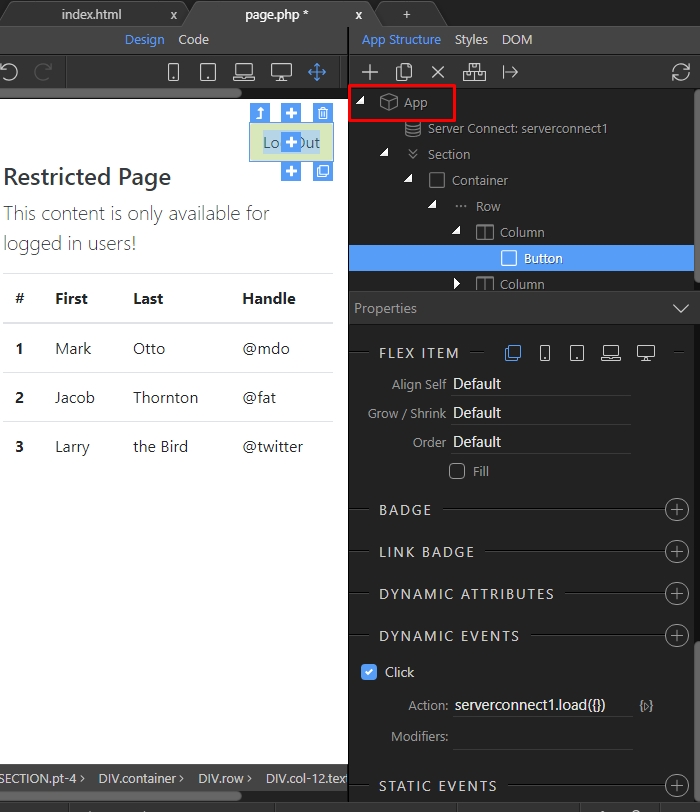 index.html x
page.php * x
+
Design Code
App Structure Styles DOM
App
Server Connect: serverconnect1
Section
Container
Row
Column
Button
Column
Restricted Page
This content is only available for
logged in users!
# First Last Handle
1 Mark Otto @mdo
2 Jacob Thornton @fat
3 Larry the Bird @twitter
SECTION.pt-4 > DIV.container > DIV.row > DIV.col-12.text
Properties
FLEX ITEM
Align Self Default
Grow / Shrink Default
Order Default
Fill
BADGE
LINK BADGE
DYNAMIC ATTRIBUTES
DYNAMIC EVENTS
Click
Action: serverconnect1.load({})
Modifiers:
STATIC EVENTS